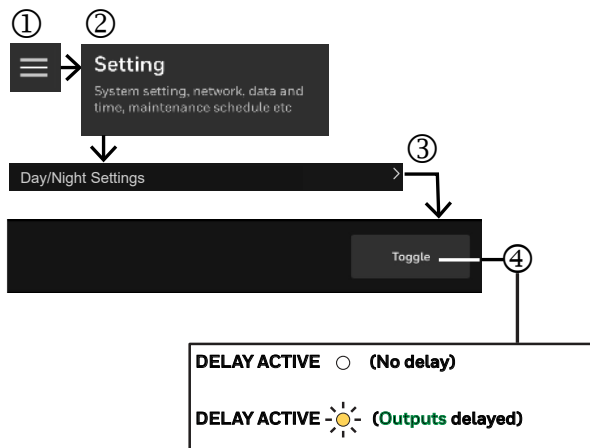 ① ②
Setting
System setting, network, data and
time, maintenance schedule etc
③
Day/Night Settings
Toggle
④
DELAY ACTIVE ○ (No delay)
DELAY ACTIVE (Outputs delayed)